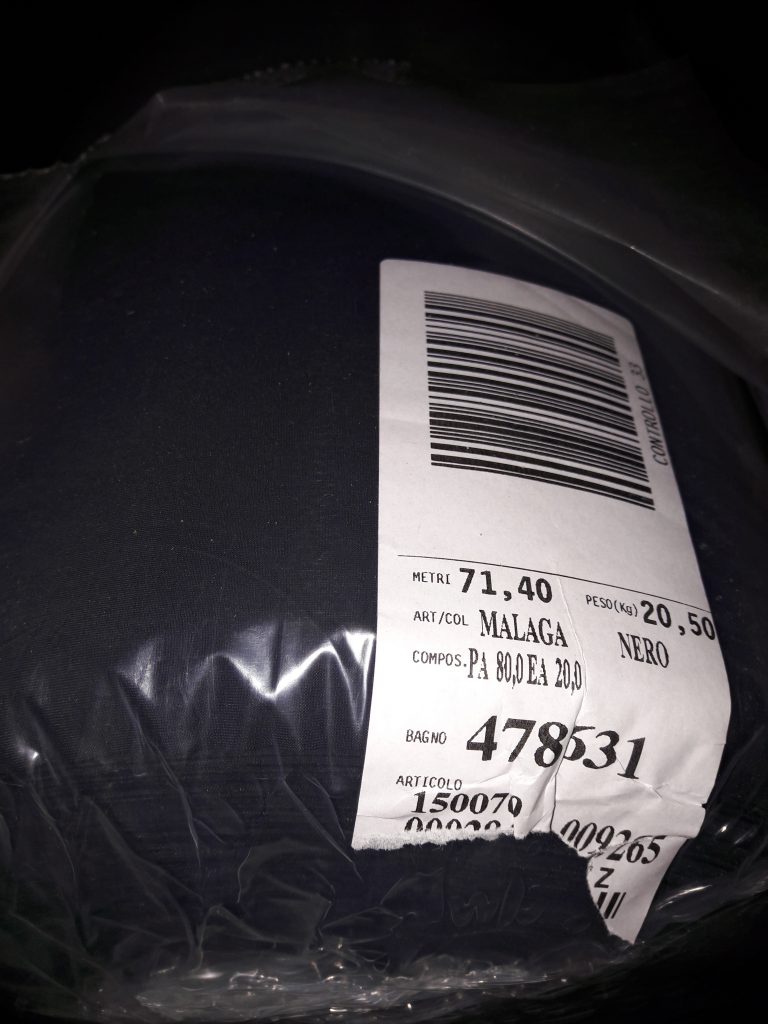 CONTROLLO 33
METRI 71,40 PESO(Kg) 20,50
ART/COL MALAGA NERO
COMPOS. PA 80,0 EA 20,0
BAGNO 478531
ARTICOLO
150070
009265
Z